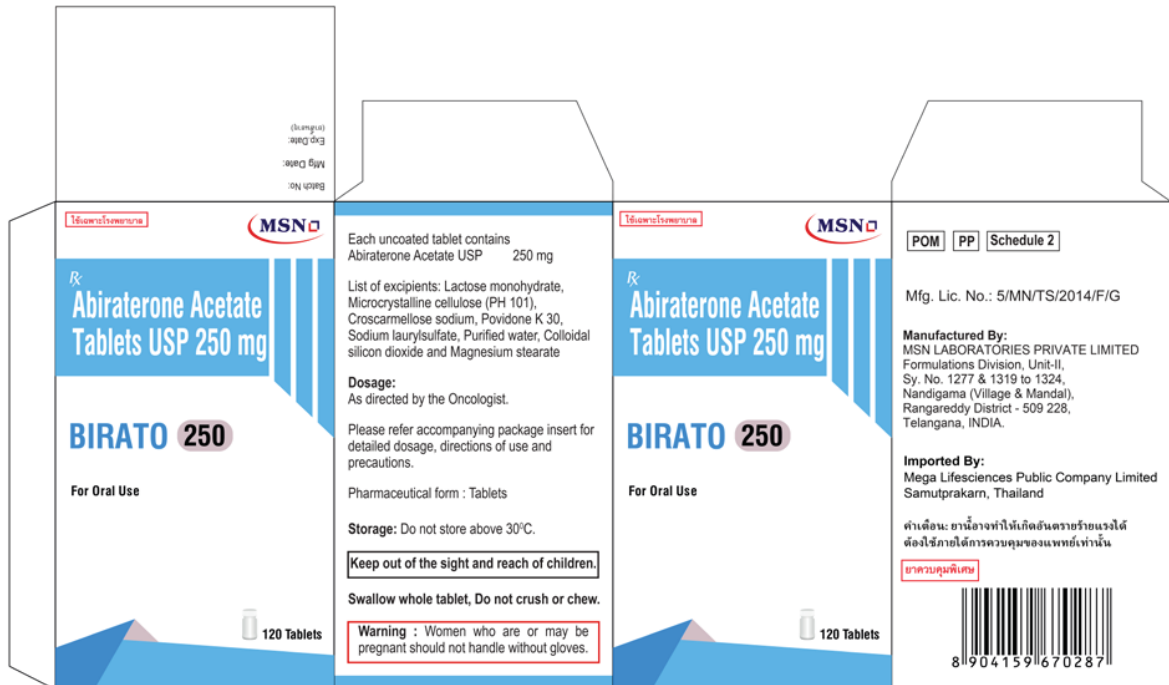 (ยาสิ้นอายุ)
Exp.Date:
Mfg Date:
Batch No:
ใช้เฉพาะโรงพยาบาล
MSN
Rx
Abiraterone Acetate
Tablets USP 250 mg
BIRATO 250
For Oral Use
120 Tablets
Each uncoated tablet contains
Abiraterone Acetate USP 250 mg
List of excipients: Lactose monohydrate,
Microcrystalline cellulose (PH 101),
Croscarmellose sodium, Povidone K 30,
Sodium laurylsulfate, Purified water, Colloidal
silicon dioxide and Magnesium stearate
Dosage:
As directed by the Oncologist.
Please refer accompanying package insert for
detailed dosage, directions of use and
precautions.
Pharmaceutical form : Tablets
Storage: Do not store above 30⁰C.
Keep out of the sight and reach of children.
Swallow whole tablet, Do not crush or chew.
Warning : Women who are or may be
pregnant should not handle without gloves.
ใช้เฉพาะโรงพยาบาล
MSN
Rx
Abiraterone Acetate
Tablets USP 250 mg
BIRATO 250
For Oral Use
120 Tablets
POM PP Schedule 2
Mfg. Lic. No.: 5/MN/TS/2014/F/G
Manufactured By:
MSN LABORATORIES PRIVATE LIMITED
Formulations Division, Unit-II,
Sy. No. 1277 & 1319 to 1324,
Nandigama (Village & Mandal),
Rangareddy District - 509 228,
Telangana, INDIA.
Imported By:
Mega Lifesciences Public Company Limited
Samutprakarn, Thailand
คำเตือน: ยานี้อาจทำให้เกิดอันตรายร้ายแรงได้
ต้องใช้ภายใต้การควบคุมของแพทย์เท่านั้น
ยาควบคุมพิเศษ
8 904159 670287